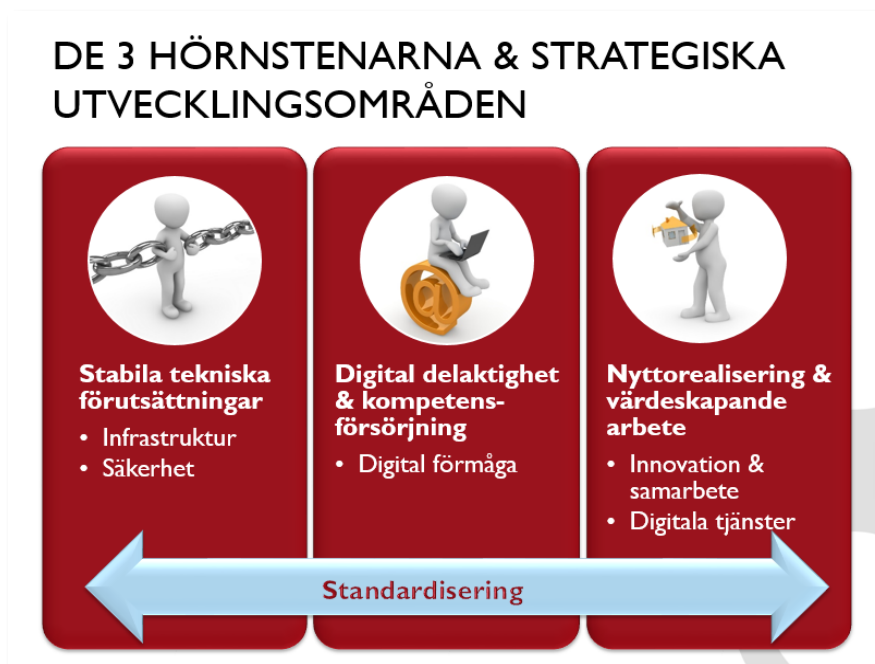 DE 3 HÖRNSTENARNA & STRATEGISKA
UTVECKLINGSOMRÅDEN
Stabila tekniska
förutsättningar
• Infrastruktur
• Säkerhet
Digital delaktighet
& kompetens-
försörjning
• Digital förmåga
Nyttorealisering &
värdeskapande
arbete
• Innovation &
samarbete
• Digitala tjänster
Standardisering